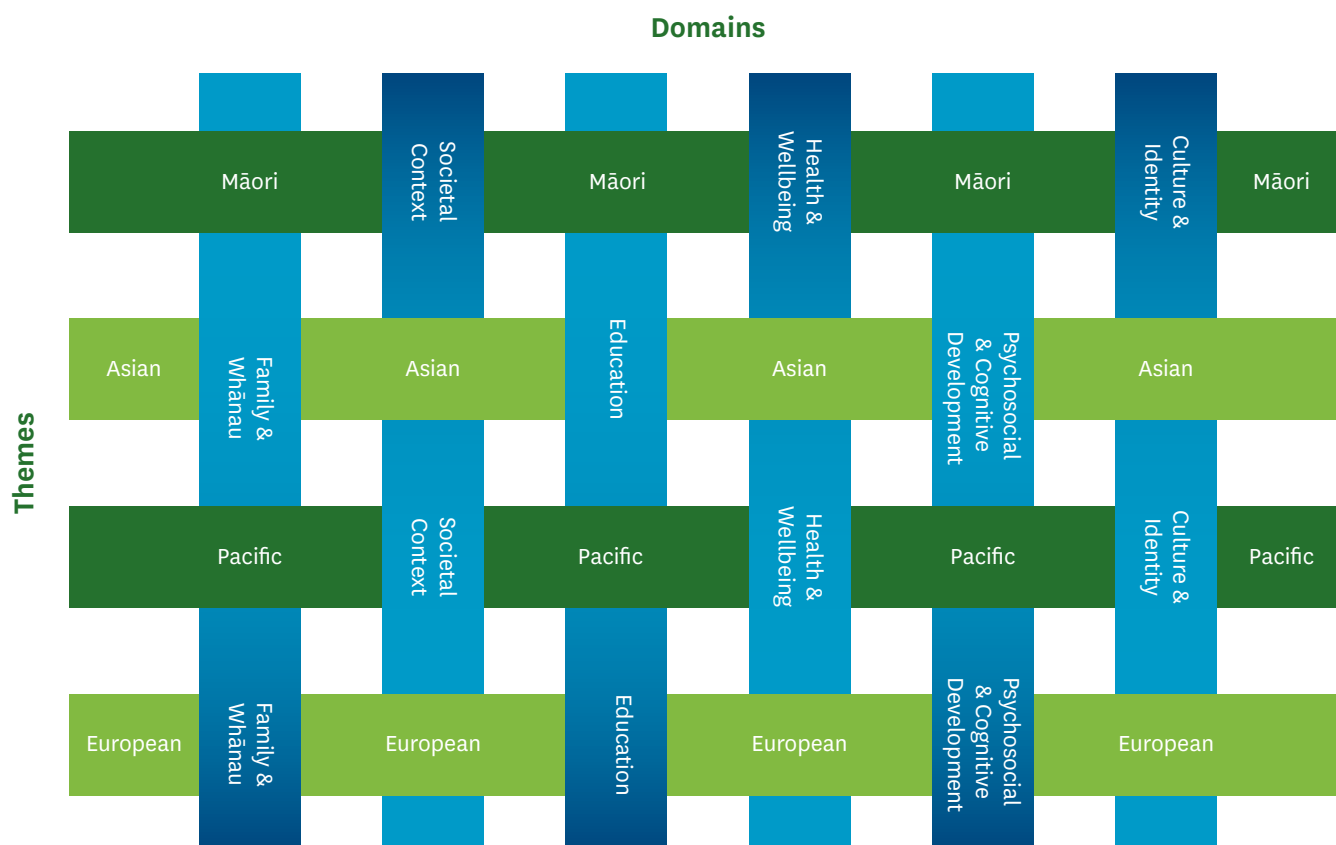 Domains
Themes
Māori
Societal
Context
Māori
Health &
Wellbeing
Māori
Culture &
Identity
Māori
Asian
Family &
Whānau
Asian
Education
Asian
Psychosocial
& Cognitive
Development
Asian
Pacific
Societal
Context
Pacific
Health &
Wellbeing
Pacific
Culture &
Identity
Pacific
European
Family &
Whānau
European
Education
European
Psychosocial
& Cognitive
Development
European